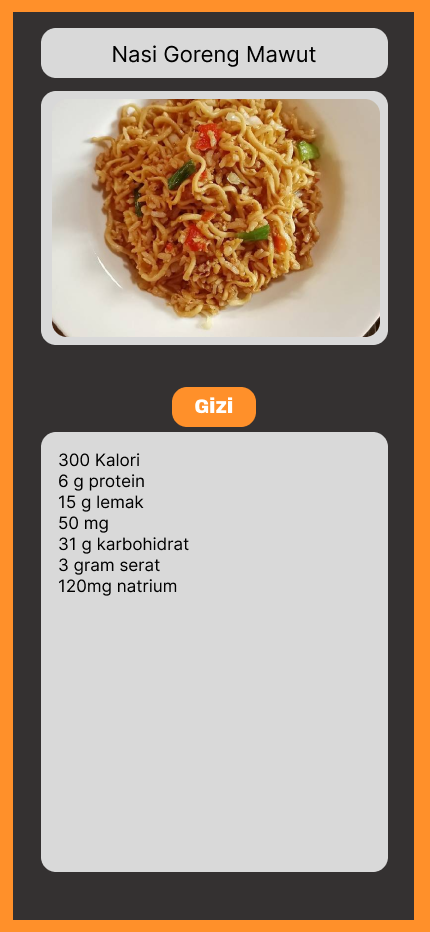 Nasi Goreng Mawut
Gizi
300 Kalori
6 g protein
15 g lemak
50 mg
31 g karbohidrat
3 gram serat
120mg natrium